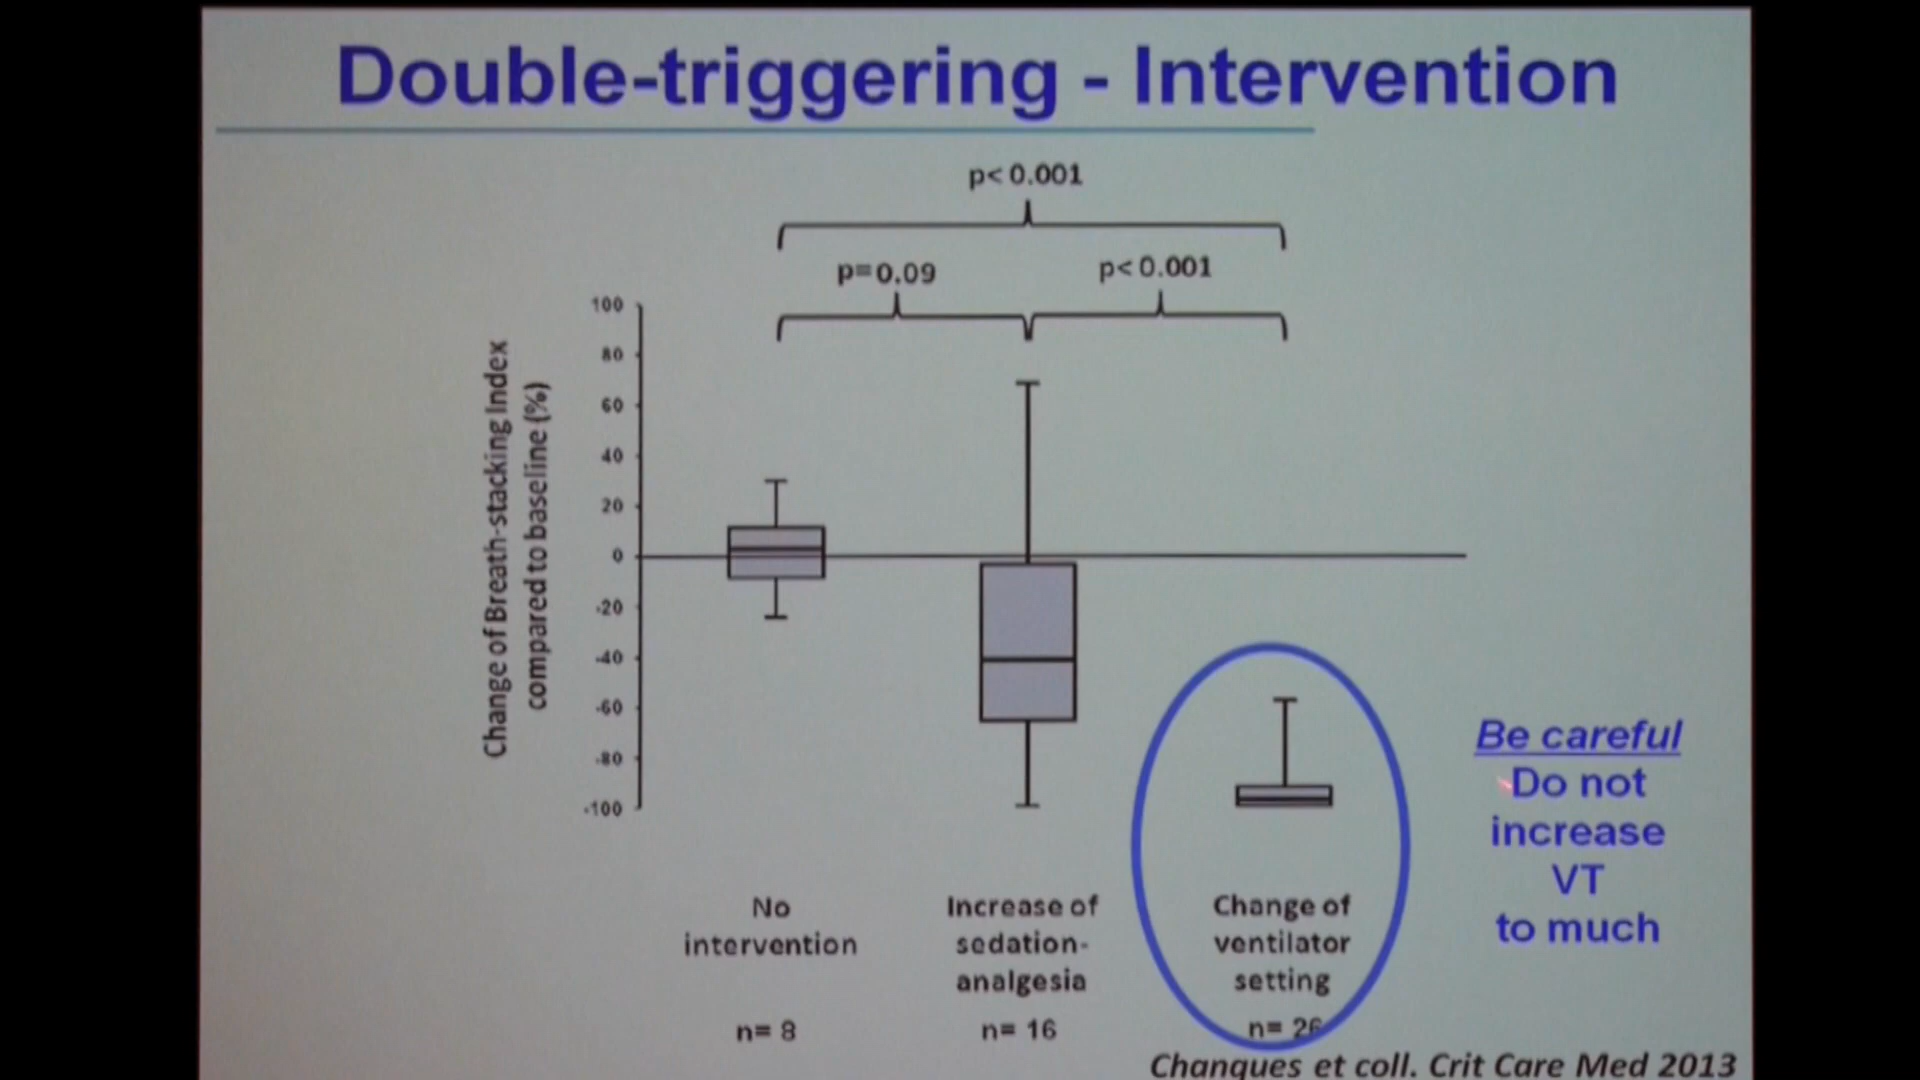 Double-triggering - Intervention
p< 0.001
p=0.09
p< 0.001
Change of Breath-stacking Index
compared to baseline (%)
100
80
60
40
20
0
-20
-40
-60
-80
-100
No
intervention
n= 8
Increase of
sedation-
analgesia
n= 16
Change of
ventilator
setting
n= 26
Be careful
Do not
increase
VT
to much
Chanques et coll. Crit Care Med 2013